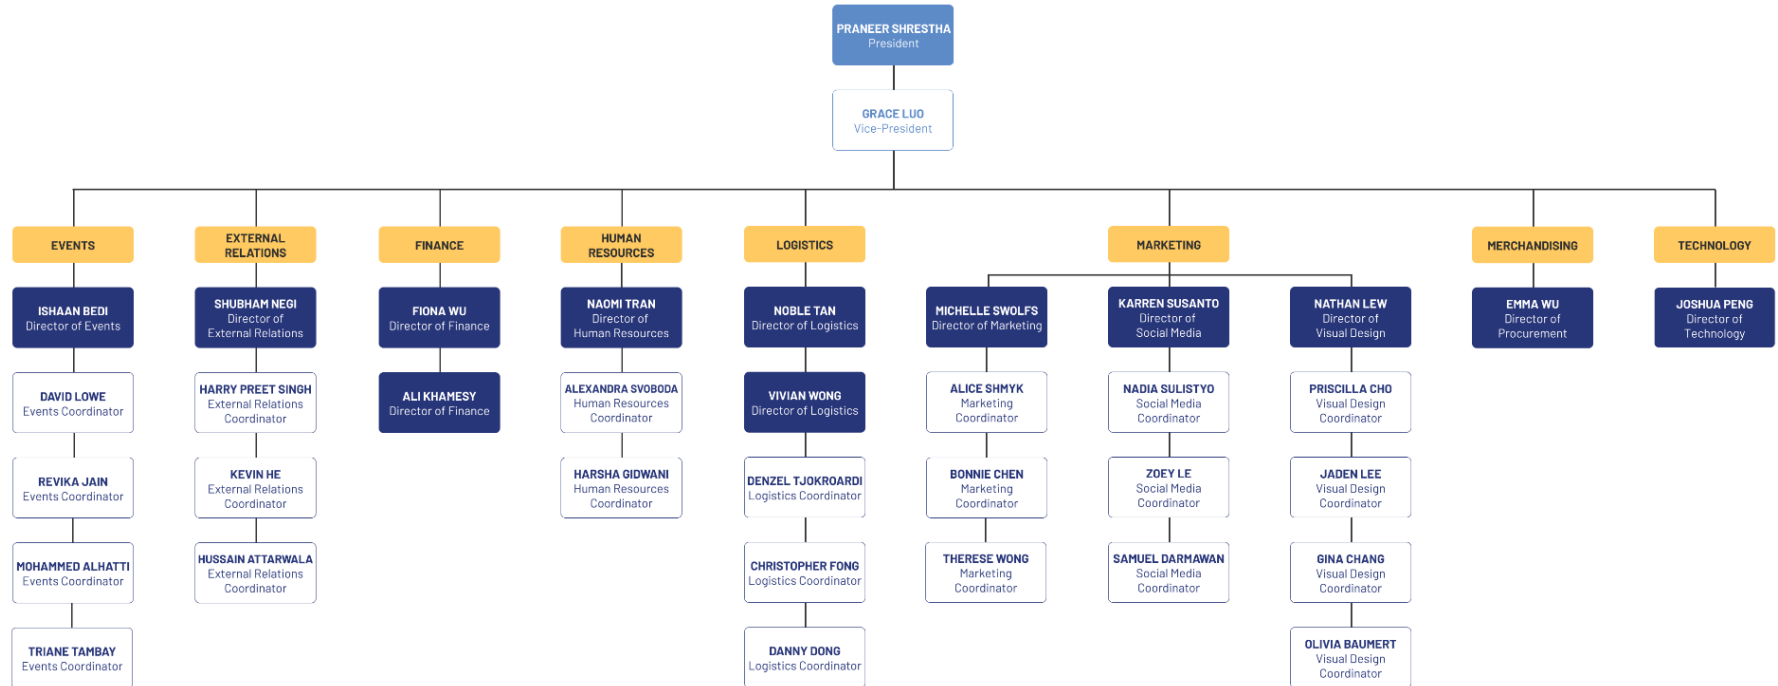 PRANEER SHRESTHA
President
GRACE LUO
Vice-President
EVENTS
ISHAAN BEDI
Director of Events
DAVID LOWE
Events Coordinator
REVIKA JAIN
Events Coordinator
MOHAMMED ALHATTI
Events Coordinator
TRIANE TAMBAY
Events Coordinator
EXTERNAL
RELATIONS
SHUBHAM NEGI
Director of
External Relations
HARRY PREET SINGH
External Relations
Coordinator
KEVIN HE
External Relations
Coordinator
HUSSAIN ATTARWALA
External Relations
Coordinator
FINANCE
FIONA WU
Director of Finance
ALI KHAMESY
Director of Finance
HUMAN
RESOURCES
NAOMI TRAN
Director of
Human Resources
ALEXANDRA SVOBODA
Human Resources
Coordinator
HARSHA GIDWANI
Human Resources
Coordinator
LOGISTICS
NOBLE TAN
Director of Logistics
VIVIAN WONG
Director of Logistics
DENZEL TJOKROARDI
Logistics Coordinator
CHRISTOPHER FONG
Logistics Coordinator
DANNY DONG
Logistics Coordinator
MARKETING
MICHELLE SWOLFS
Director of Marketing
ALICE SHMYK
Marketing
Coordinator
BONNIE CHEN
Marketing
Coordinator
THERESE WONG
Marketing
Coordinator
KARREN SUSANTO
Director of
Social Media
NADIA SULISTYO
Social Media
Coordinator
ZOEY LE
Social Media
Coordinator
SAMUEL DARMAWAN
Social Media
Coordinator
NATHAN LEW
Director of
Visual Design
PRISCILLA CHO
Visual Design
Coordinator
JADEN LEE
Visual Design
Coordinator
GINA CHANG
Visual Design
Coordinator
OLIVIA BAUMERT
Visual Design
Coordinator
MERCHANDISING
EMMA WU
Director of
Procurement
TECHNOLOGY
JOSHUA PENG
Director of
Technology